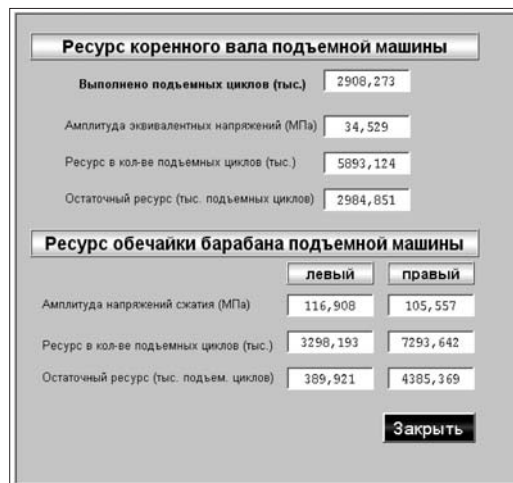 Ресурс коренного вала подъемной машины
Выполнено подъемных циклов (тыс.) 2908,273
Амплитуда эквивалентных напряжений (МПа) 34,529
Ресурс в кол-ве подъемных циклов (тыс.) 5893,124
Остаточный ресурс (тыс. подъемных циклов) 2984,851
Ресурс обечайки барабана подъемной машины
левый правый
Амплитуда напряжений сжатия (МПа) 116,908 105,557
Ресурс в кол-ве подъемных циклов (тыс.) 3298,193 7293,642
Остаточный ресурс (тыс. подъем. циклов) 389,921 4385,369
Закрыть